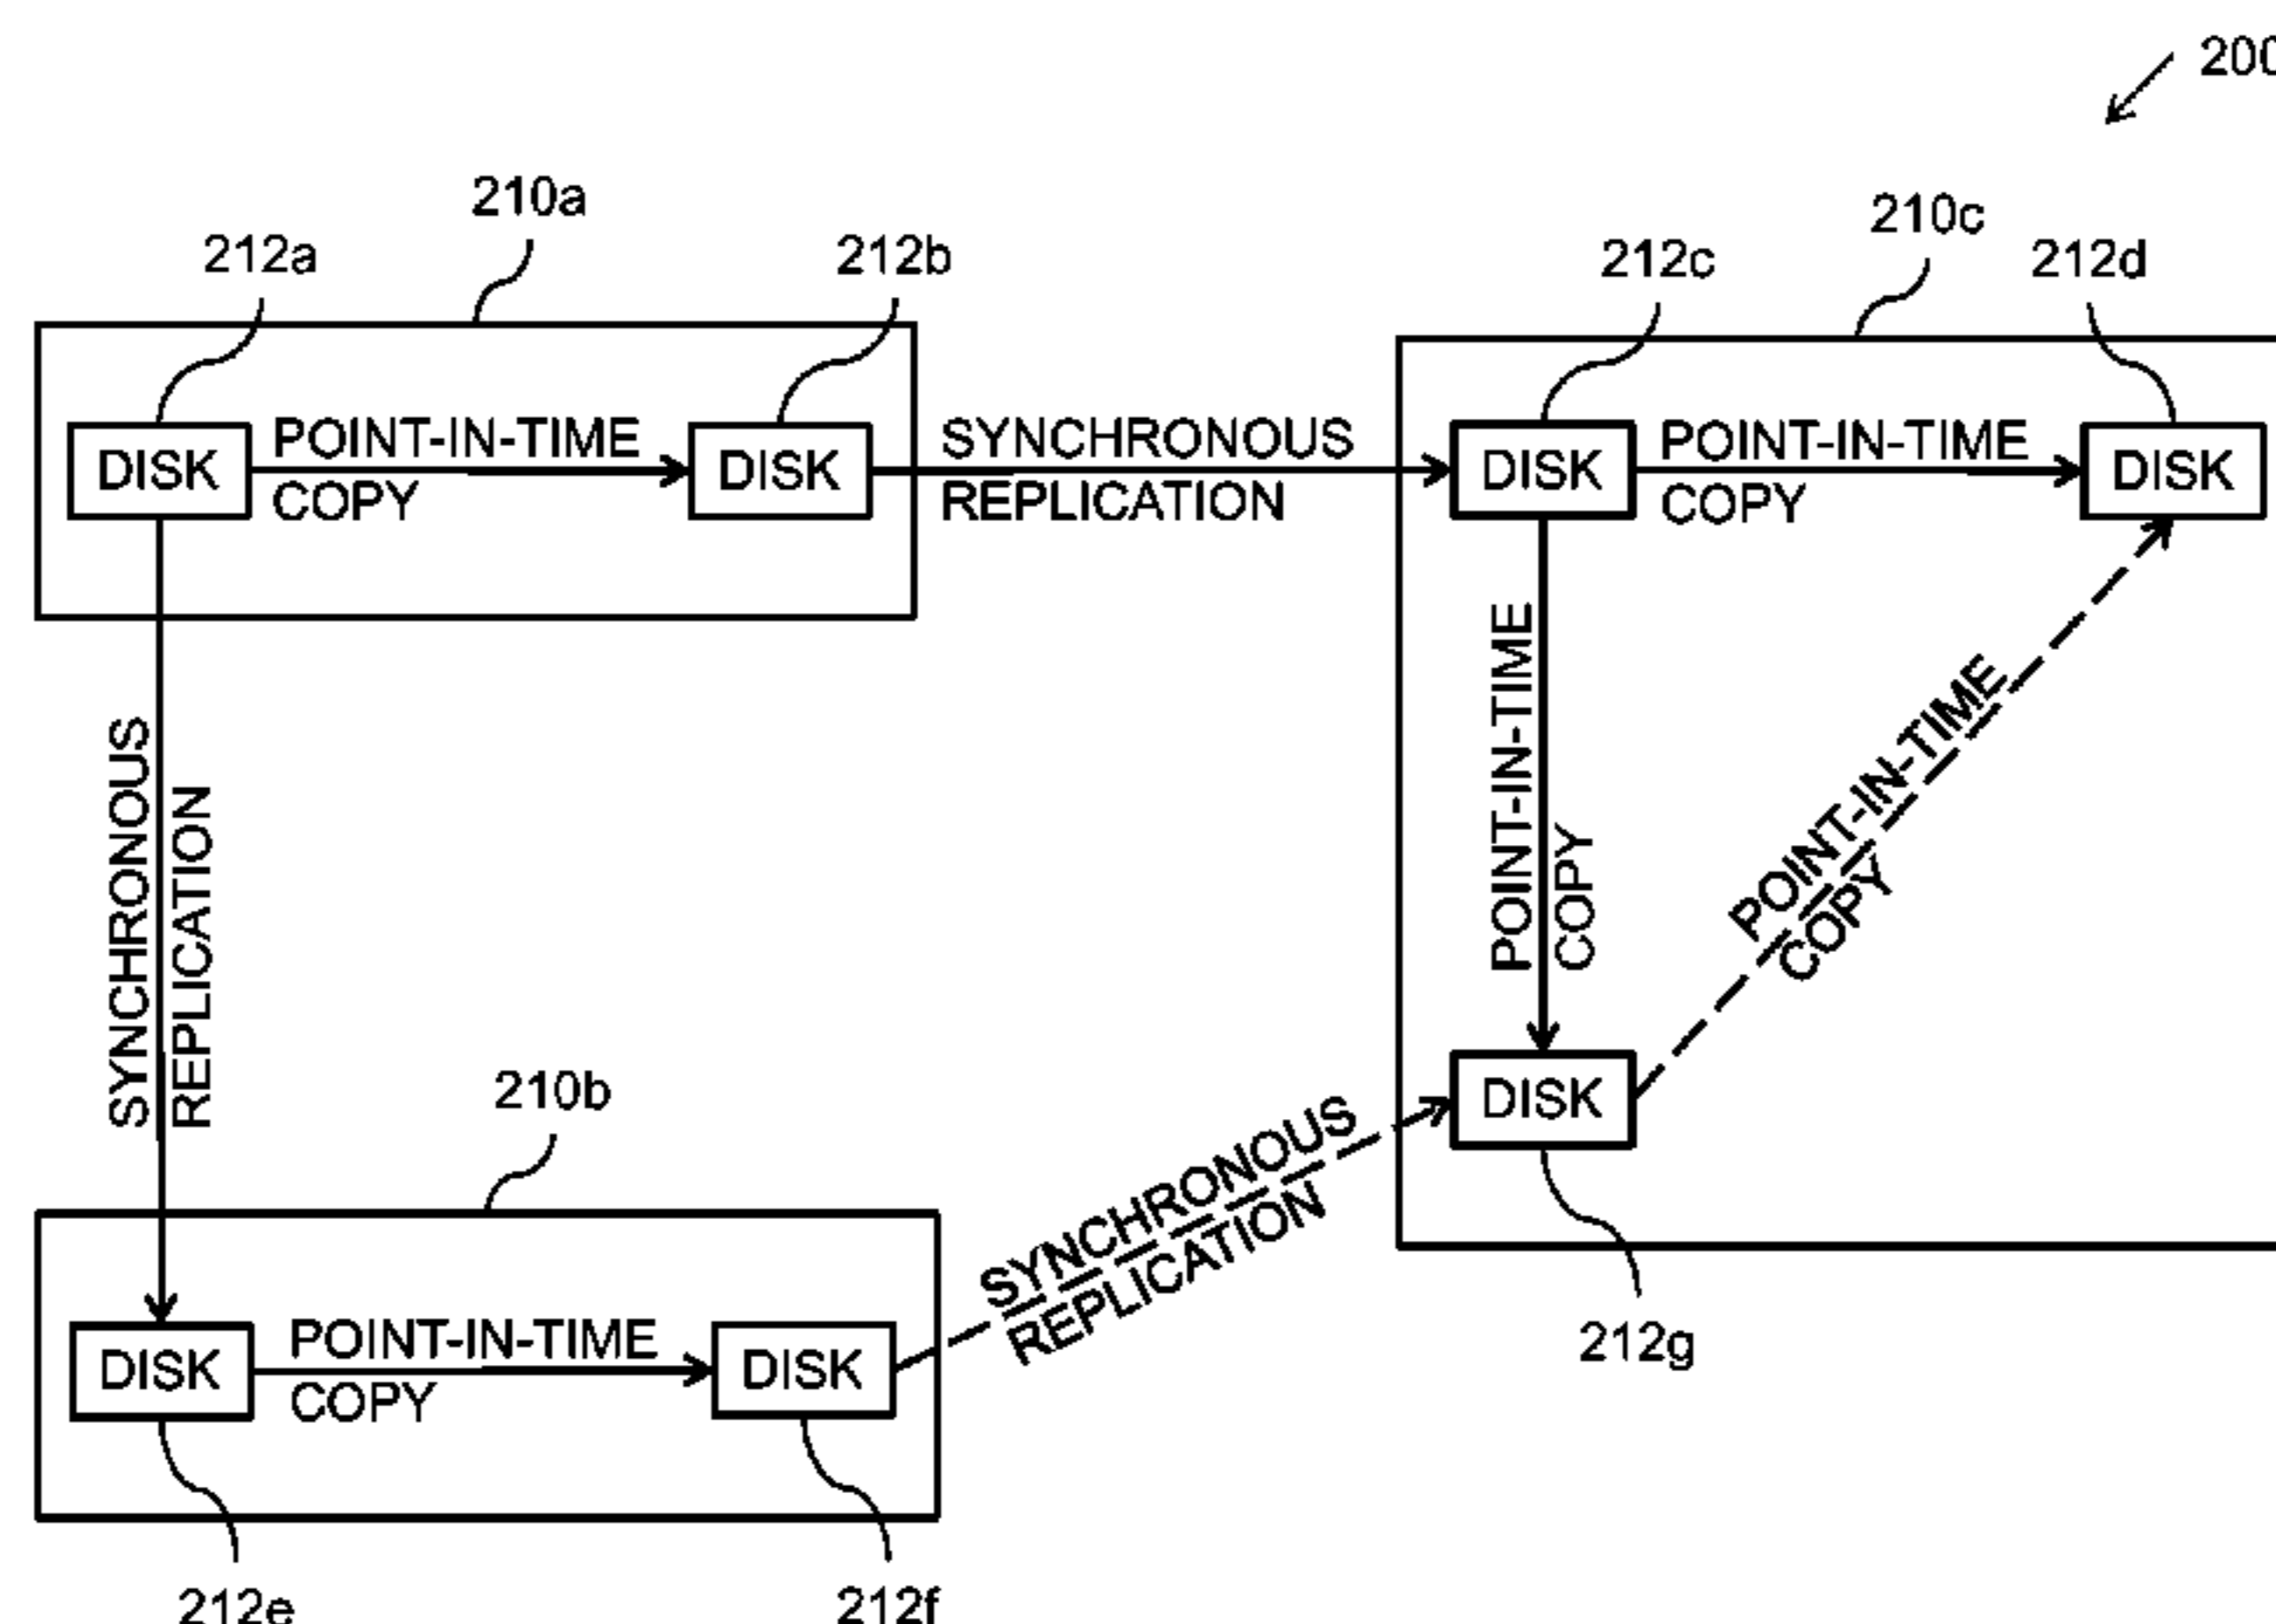 200
210a
210c
212a
212b
212c
212d
DISK
POINT-IN-TIME
COPY
DISK
SYNCHRONOUS
REPLICATION
DISK
POINT-IN-TIME
COPY
DISK
SYNCHRONOUS
REPLICATION
POINT-IN-TIME
COPY
POINT-IN-TIME
COPY
210b
DISK
SYNCHRONOUS
REPLICATION
212g
DISK
POINT-IN-TIME
COPY
DISK
212e
212f